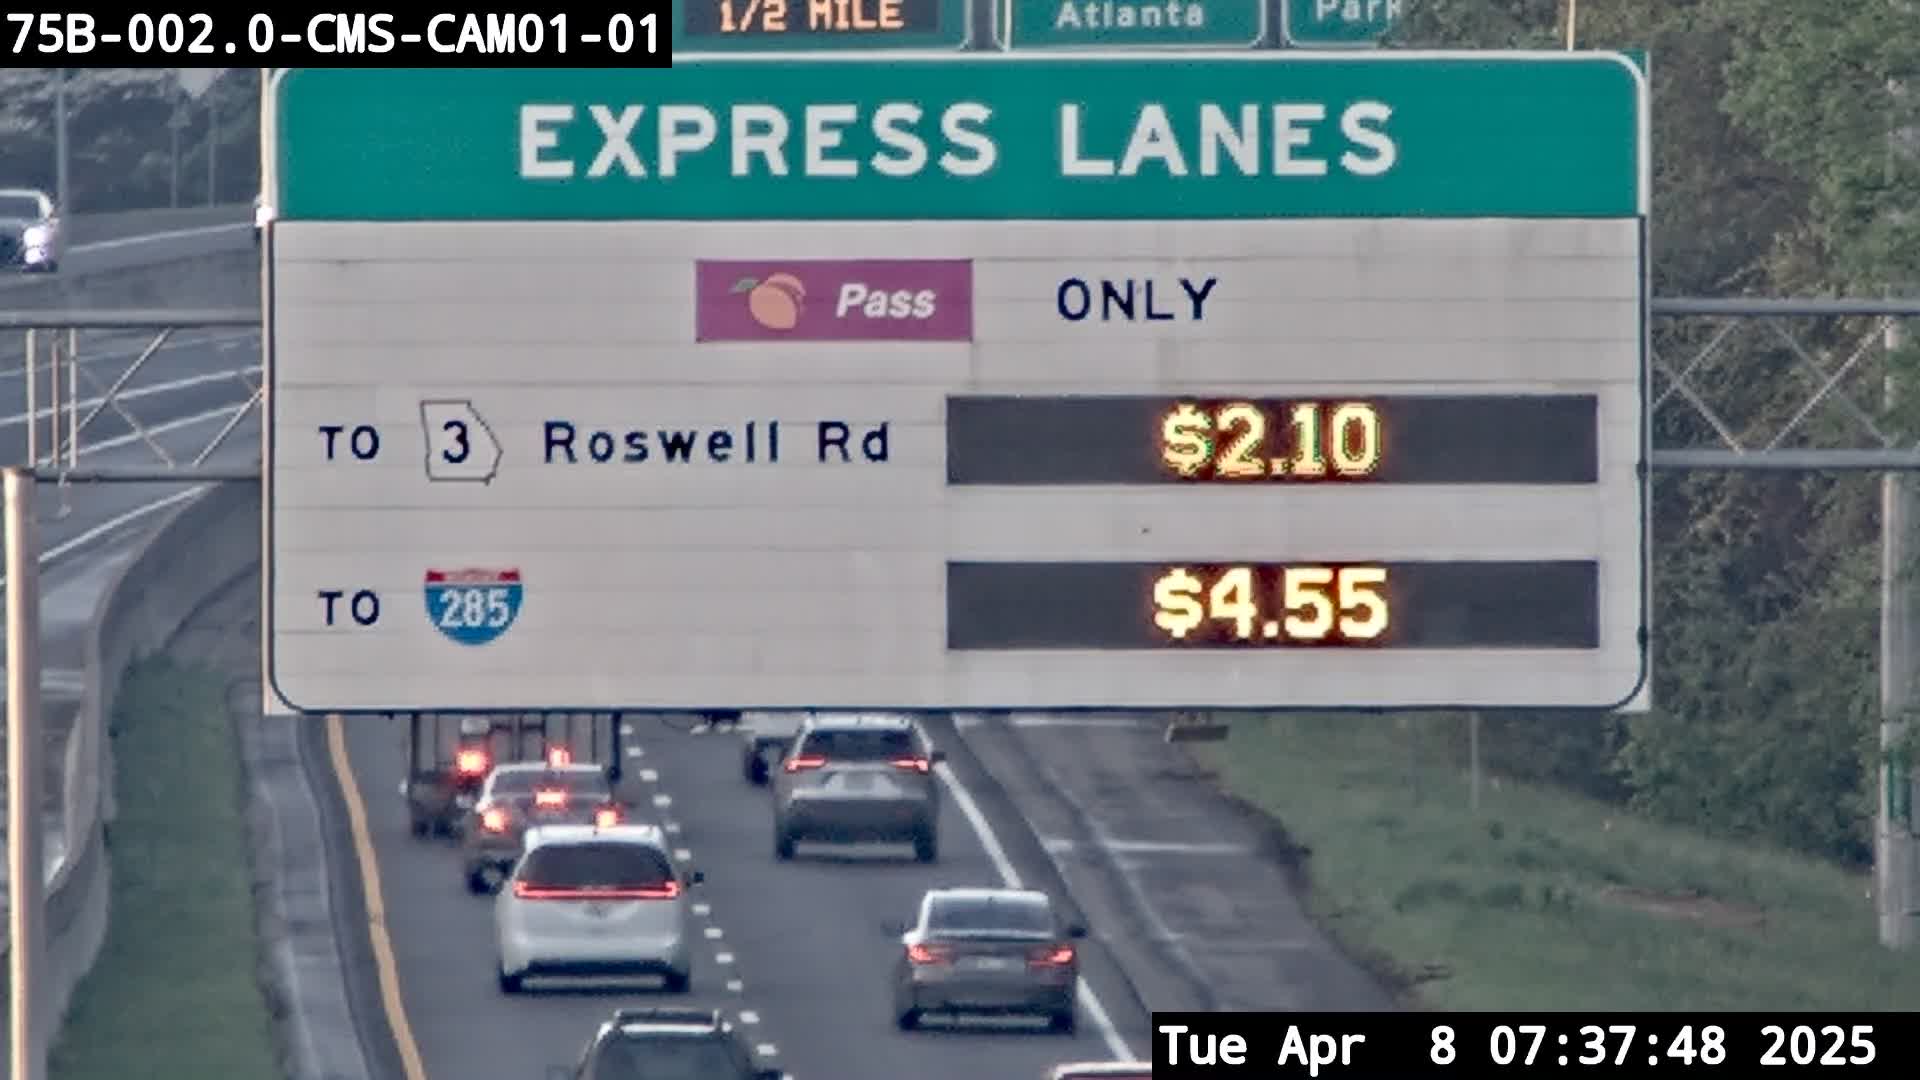 75B-002.0-CMS-CAM01-01
1/2 MILE
Atlanta
Park
EXPRESS LANES
Pass ONLY
TO 3 Roswell Rd $2.10
TO 285 $4.55
Tue Apr 8 07:37:48 2025